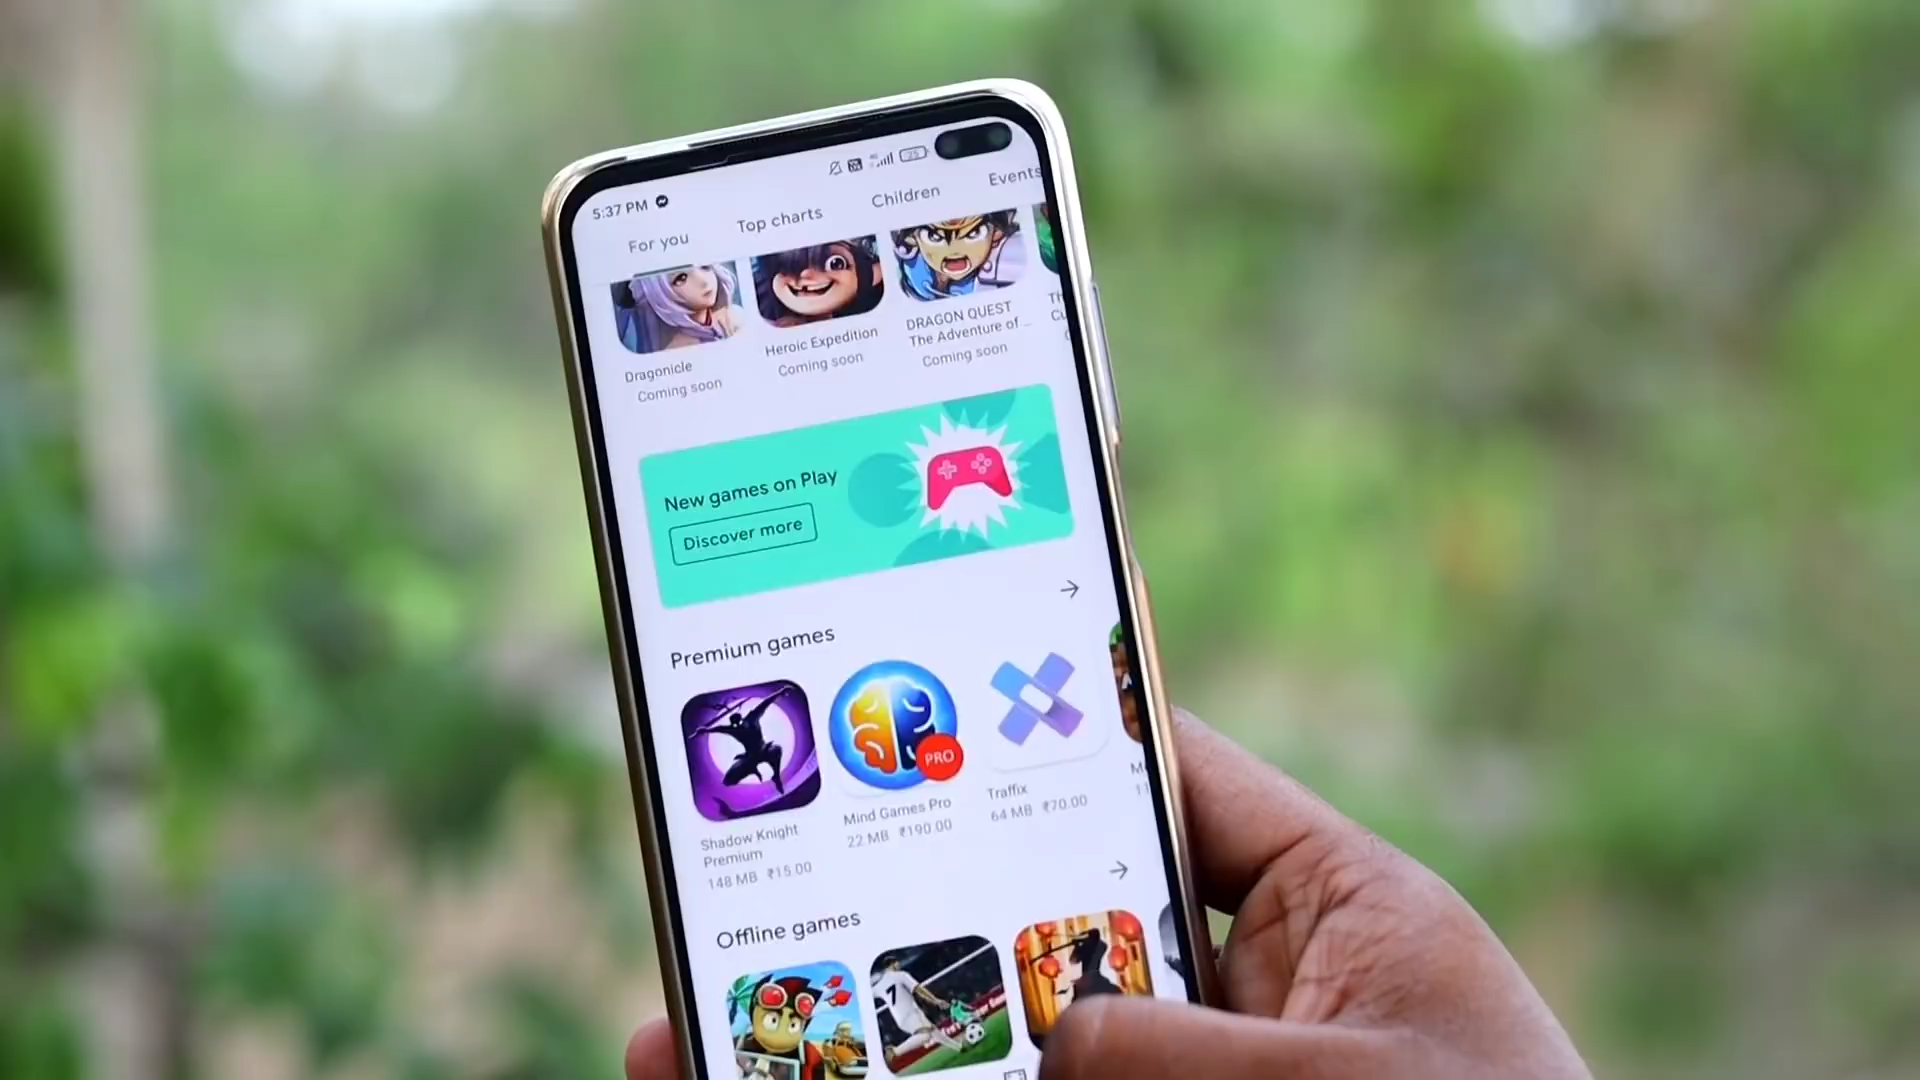 5:37 PM
25
For you
Top charts
Children
Events
Dragonicle
Coming soon
Heroic Expedition
Coming soon
DRAGON QUEST
The Adventure of ...
Coming soon
New games on Play
Discover more
Premium games
PRO
Shadow Knight
Premium
148 MB ₹15.00
Mind Games Pro
22 MB ₹190.00
Traffix
64 MB ₹70.00
Offline games
7